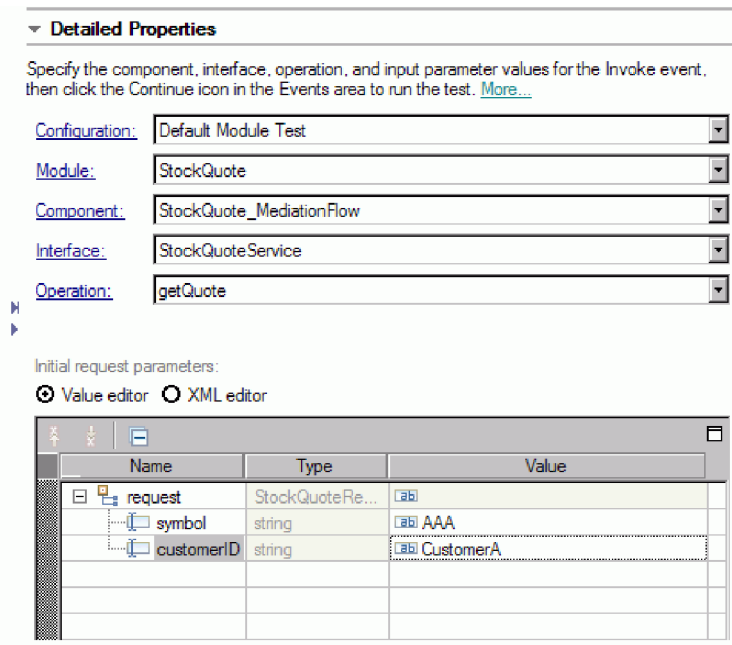 Detailed Properties
Specify the component, interface, operation, and input parameter values for the Invoke event,
then click the Continue icon in the Events area to run the test. More...
Configuration: Default Module Test
Module: StockQuote
Component: StockQuote_MediationFlow
Interface: StockQuoteService
Operation: getQuote
Initial request parameters:
Value editor XML editor
Name Type Value
request StockQuoteRe... ab
symbol string ab AAA
customerID string ab CustomerA